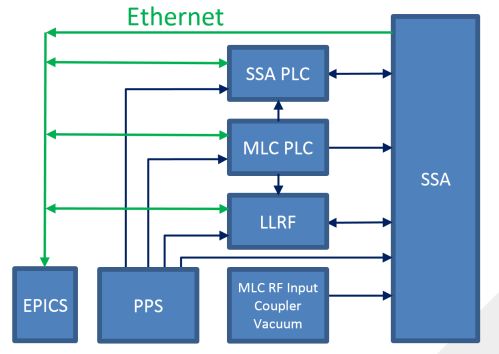 Ethernet
SSA PLC
MLC PLC
SSA
LLRF
EPICS
PPS
MLC RF Input
Coupler
Vacuum